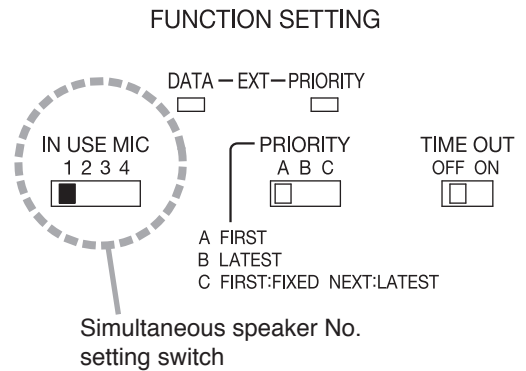 FUNCTION SETTING
DATA – EXT – PRIORITY
IN USE MIC
1 2 3 4
PRIORITY
A B C
TIME OUT
OFF ON
A FIRST
B LATEST
C FIRST:FIXED NEXT:LATEST
Simultaneous speaker No.
setting switch